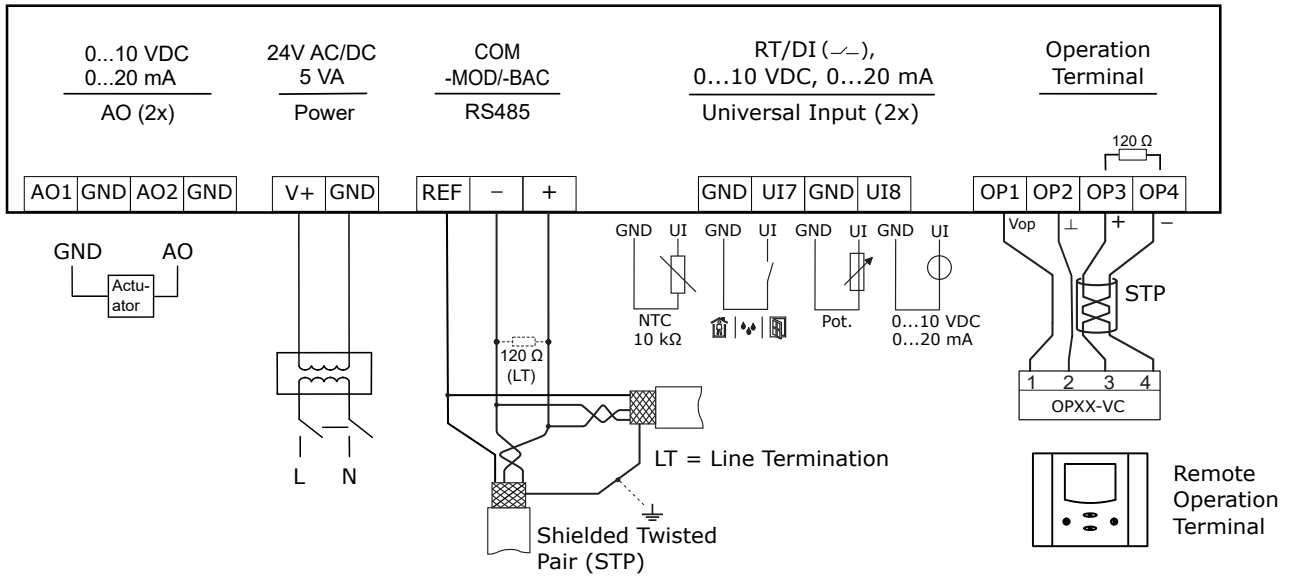 0...10 VDC
0...20 mA
AO (2x)
24V AC/DC
5 VA
Power
COM
-MOD/-BAC
RS485
RT/DI ( ),
0...10 VDC, 0...20 mA
Universal Input (2x)
Operation
Terminal
120 Ω
AO1 GND AO2 GND
V+ GND
REF − +
GND UI7 GND UI8
OP1 OP2 OP3 OP4
Vop ⊥ + −
GND AO
Actu-
ator
GND UI GND UI GND UI GND UI
NTC
10 kΩ
Pot.
0...10 VDC
0...20 mA
STP
120 Ω
(LT)
1 2 3 4
OPXX-VC
L N
LT = Line Termination
Shielded Twisted
Pair (STP)
Remote
Operation
Terminal